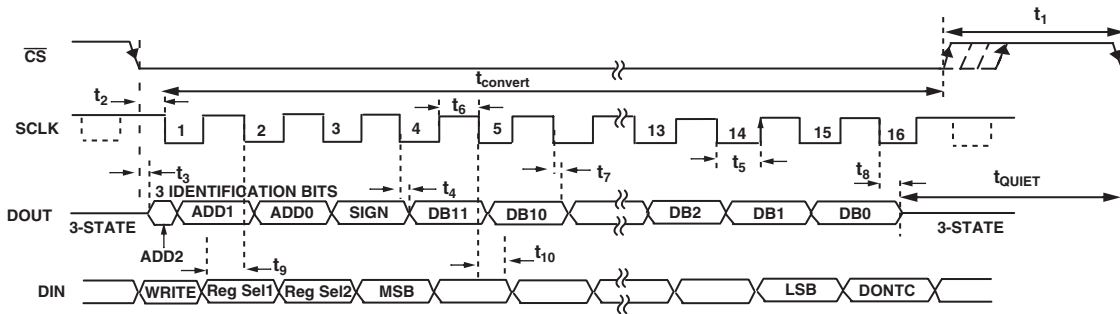 t1
CS
tconvert
t2
t6
SCLK
1 2 3 4 5 13 14 15 16
t5
t7
t8
t3
t4
tQUIET
3 IDENTIFICATION BITS
DOUT
ADD1 ADD0 SIGN DB11 DB10 DB2 DB1 DB0
3-STATE
3-STATE
ADD2
t9
t10
DIN
WRITE Reg Sel1 Reg Sel2 MSB LSB DONTC